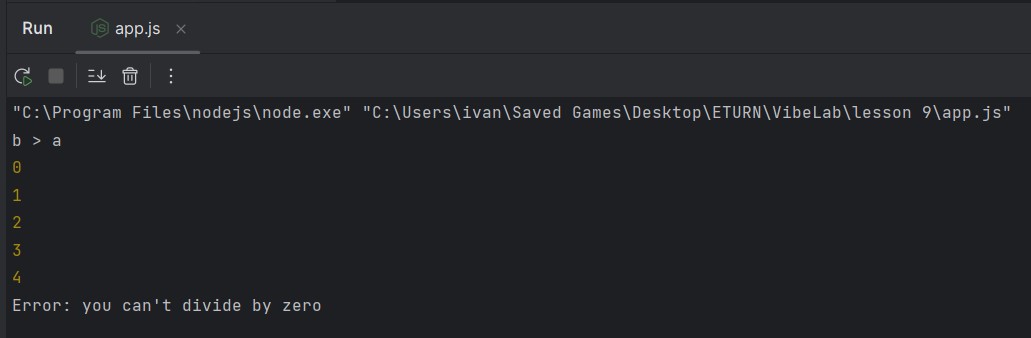 Run app.js
"C:\Program Files\nodejs\node.exe" "C:\Users\ivan\Saved Games\Desktop\ETURN\VibeLab\lesson 9\app.js"
b > a
0
1
2
3
4
Error: you can't divide by zero